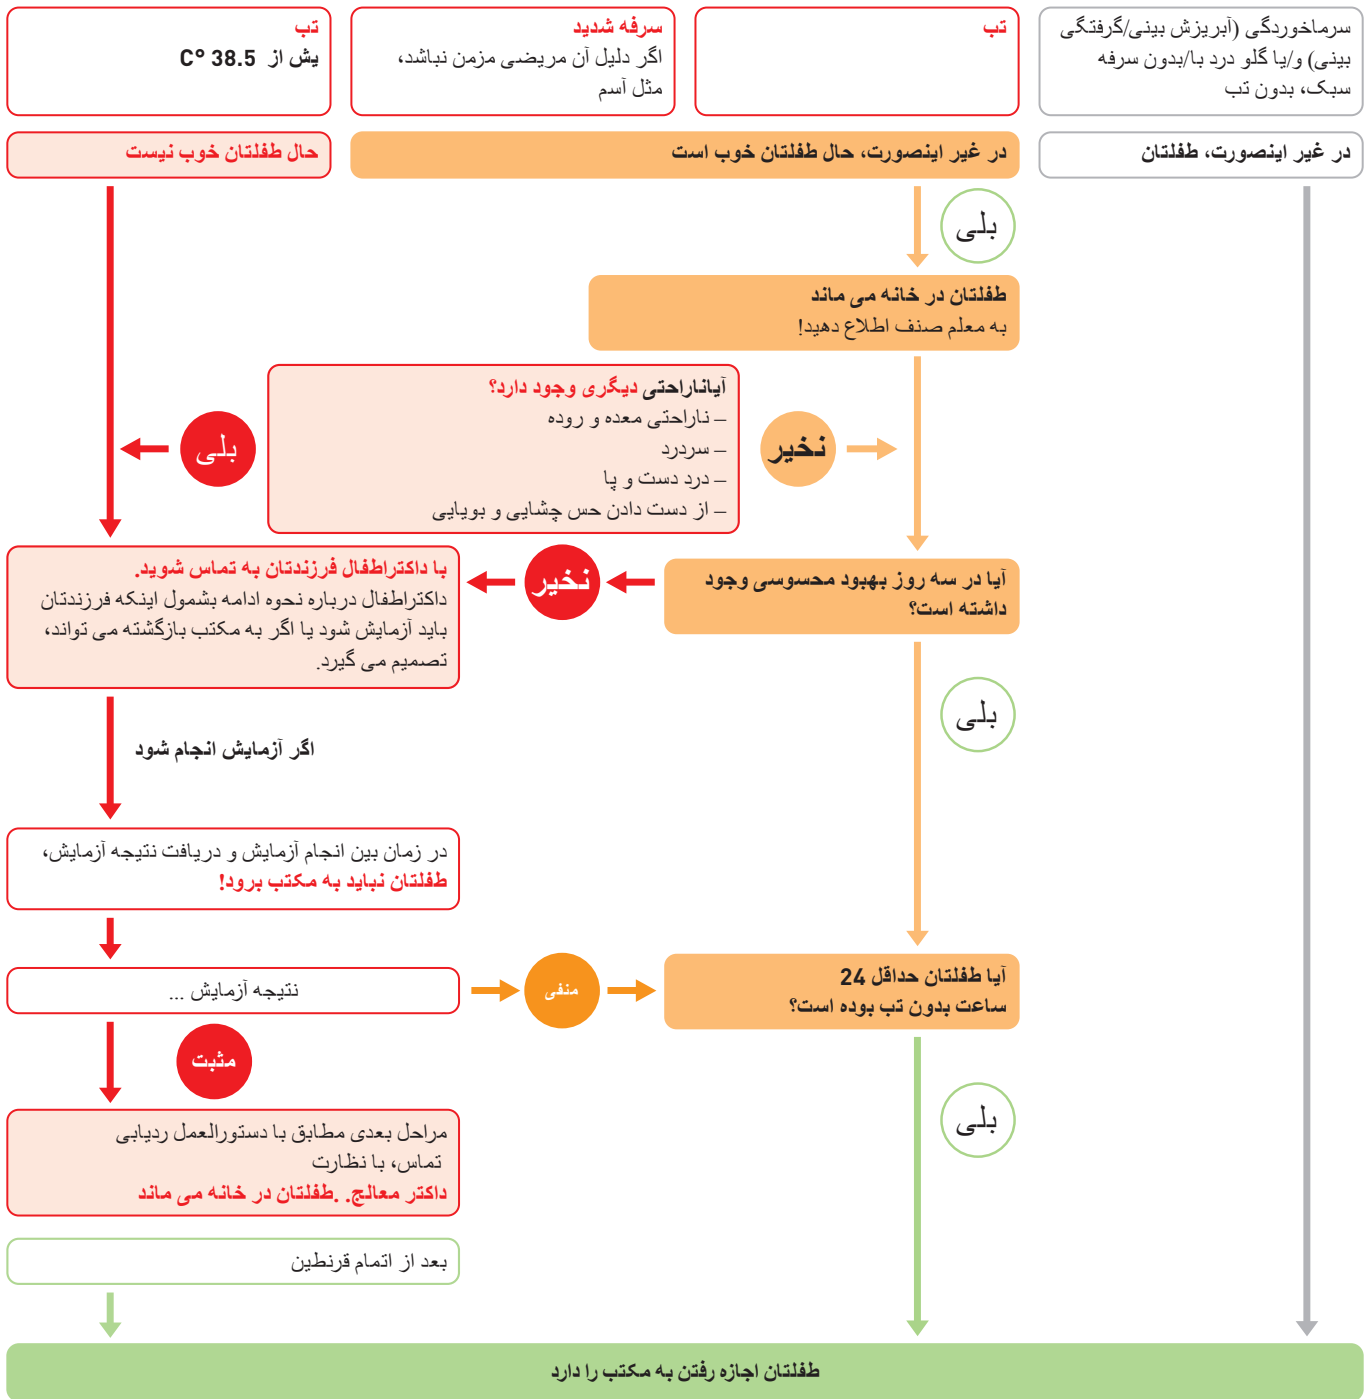 سرماخوردگی (آبریزش بینی/گرفتگی
بینی) و/یا گلو درد با/بدون سرفه
سبک، بدون تب
تب
سرفه شدید
اگر دلیل آن مریضی مزمن نباشد،
مثل آسم
تب
یش از 38.5 °C
در غیر اینصورت، طفلتان
در غیر اینصورت، حال طفلتان خوب است
حال طفلتان خوب نیست
بلی
طفلتان در خانه می ماند
به معلم صنف اطلاع دهید!
آیاناراحتی دیگری وجود دارد؟
– ناراحتی معده و روده
– سردرد
– درد دست و پا
– از دست دادن حس چشایی و بویایی
نخیر
بلی
آیا در سه روز بهبود محسوسی وجود
داشته است؟
نخیر
با داکتراطفال فرزندتان به تماس شوید.
داکتراطفال درباره نحوه ادامه بشمول اینکه فرزندتان
باید آزمایش شود یا اگر به مکتب بازگشته می تواند،
تصمیم می گیرد.
بلی
اگر آزمایش انجام شود
در زمان بین انجام آزمایش و دریافت نتیجه آزمایش،
طفلتان نباید به مکتب برود!
نتیجه آزمایش ...
منفی
آیا طفلتان حداقل 24
ساعت بدون تب بوده است؟
مثبت
بلی
مراحل بعدی مطابق با دستورالعمل ردیابی
تماس، با نظارت
داکتر معالج. .طفلتان در خانه می ماند
بعد از اتمام قرنطین
طفلتان اجازه رفتن به مکتب را دارد